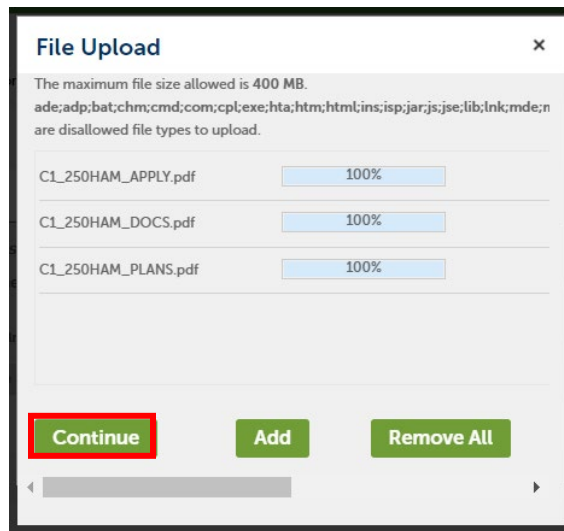 File Upload ×
The maximum file size allowed is 400 MB.
ade;adp;bat;chm;cmd;com;cpl;exe;hta;htm;html;ins;isp;jar;js;jse;lib;lnk;mde;
are disallowed file types to upload.
C1_250HAM_APPLY.pdf 100%
C1_250HAM_DOCS.pdf 100%
C1_250HAM_PLANS.pdf 100%
Continue Add Remove All